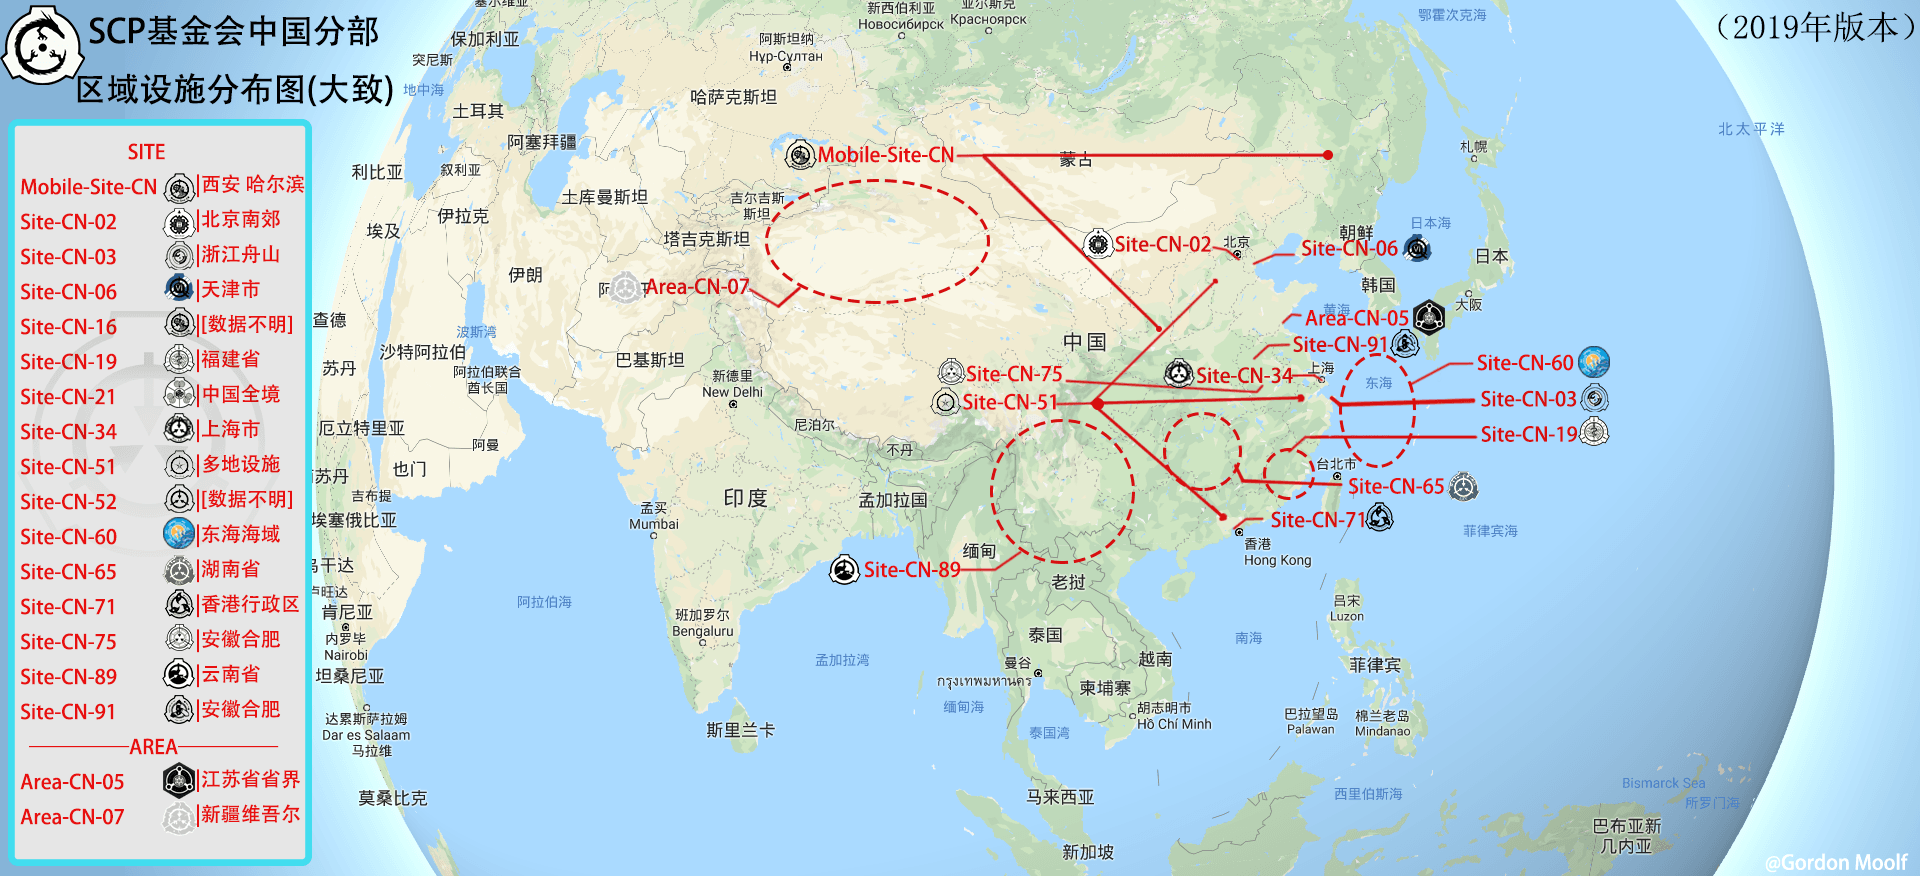 SCP基金会中国分部
区域设施分布图(大致)
（2019年版本）
SITE
Mobile-Site-CN 西安 哈尔滨
Site-CN-02 北京南郊
Site-CN-03 浙江舟山
Site-CN-06 天津市
Site-CN-16 [数据不明]
Site-CN-19 福建省
Site-CN-21 中国全境
Site-CN-34 上海市
Site-CN-51 多地设施
Site-CN-52 [数据不明]
Site-CN-60 东海海域
Site-CN-65 湖南省
Site-CN-71 香港行政区
Site-CN-75 安徽合肥
Site-CN-89 云南省
Site-CN-91 安徽合肥
AREA
Area-CN-05 江苏省省界
Area-CN-07 新疆维吾尔
塞尔维亚
保加利亚
突尼斯
地中海
土耳其
阿塞拜疆
利比亚
叙利亚
伊拉克
埃及
土库曼斯坦
伊朗
查德
波斯湾
沙特阿拉伯
苏丹
阿拉伯联合
酋长国
厄立特里亚
阿曼
也门
苏丹
吉布提
埃塞俄比亚
乌干达
卢旺达
肯尼亚
内罗毕
Nairobi
坦桑尼亚
达累斯萨拉姆
Dar es Salaam
马拉维
莫桑比克
新西伯利亚
Новосибирск
亚尔斯克
Красноярск
阿斯坦纳
Нұр-Сұлтан
哈萨克斯坦
鄂霍次克海
北太平洋
札幌
Mobile-Site-CN
蒙古
吉尔吉斯
斯坦
塔吉克斯坦
Area-CN-07
Site-CN-02
北京
朝鲜
Site-CN-06
日本海
日本
韩国
大阪
黄海
Area-CN-05
中国
Site-CN-91
巴基斯坦
新德里
New Delhi
Site-CN-75
Site-CN-34
上海
东海
Site-CN-60
Site-CN-51
Site-CN-03
尼泊尔
Site-CN-19
不丹
台北市
Site-CN-65
印度
孟加拉国
孟买
Mumbai
Site-CN-71
菲律宾海
香港
Hong Kong
缅甸
Site-CN-89
老挝
阿拉伯海
吕宋
Luzon
班加罗尔
Bengaluru
泰国
南海
孟加拉湾
曼谷
กรุงเทพมหานคร
越南
菲律宾
柬埔寨
缅甸海
胡志明市
Hồ Chí Minh
巴拉望岛
Palawan
棉兰老岛
Mindanao
斯里兰卡
泰国湾
马来西亚
西里伯斯海
Bismarck Sea
所罗门海
巴布亚新
几内亚
新加坡
@Gordon Moolf